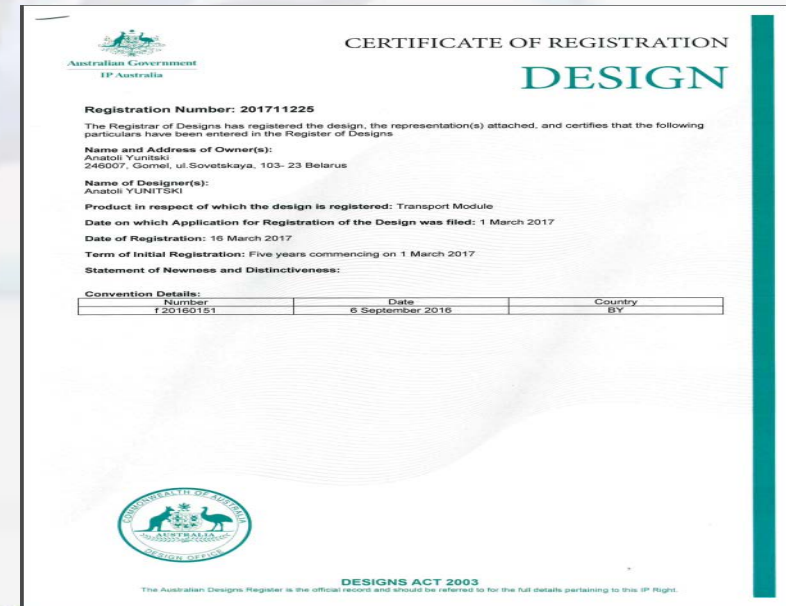 Australian Government
IP Australia
CERTIFICATE OF REGISTRATION
DESIGN
Registration Number: 201711225
The Registrar of Designs has registered the design, the representation(s) attached, and certifies that the following
particulars have been entered in the Register of Designs
Name and Address of Owner(s):
Anatoli Yunitski
246007, Gomel, ul.Sovetskaya, 103- 23 Belarus
Name of Designer(s):
Anatoli YUNITSKI
Product in respect of which the design is registered: Transport Module
Date on which Application for Registration of the Design was filed: 1 March 2017
Date of Registration: 16 March 2017
Term of Initial Registration: Five years commencing on 1 March 2017
Statement of Newness and Distinctiveness:
Convention Details:
Number Date Country
f 20160151 6 September 2016 BY
COMMONWEALTH OF AUSTRALIA
AUSTRALIA
DESIGN OFFICE
DESIGNS ACT 2003
The Australian Designs Register is the official record and should be referred to for the full details pertaining to this IP Right.